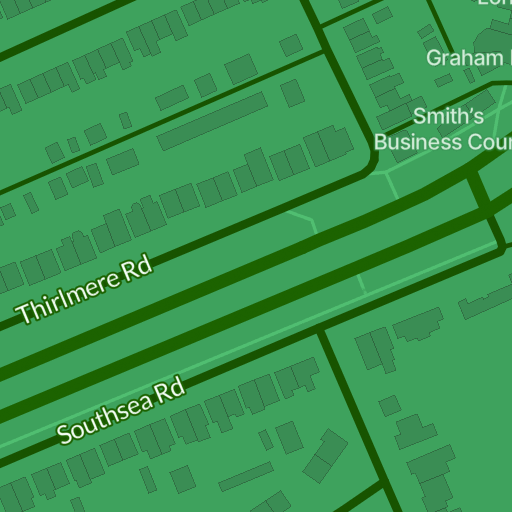 Graham
Smith’s
Business Cour
Thirlmere Rd
Southsea Rd